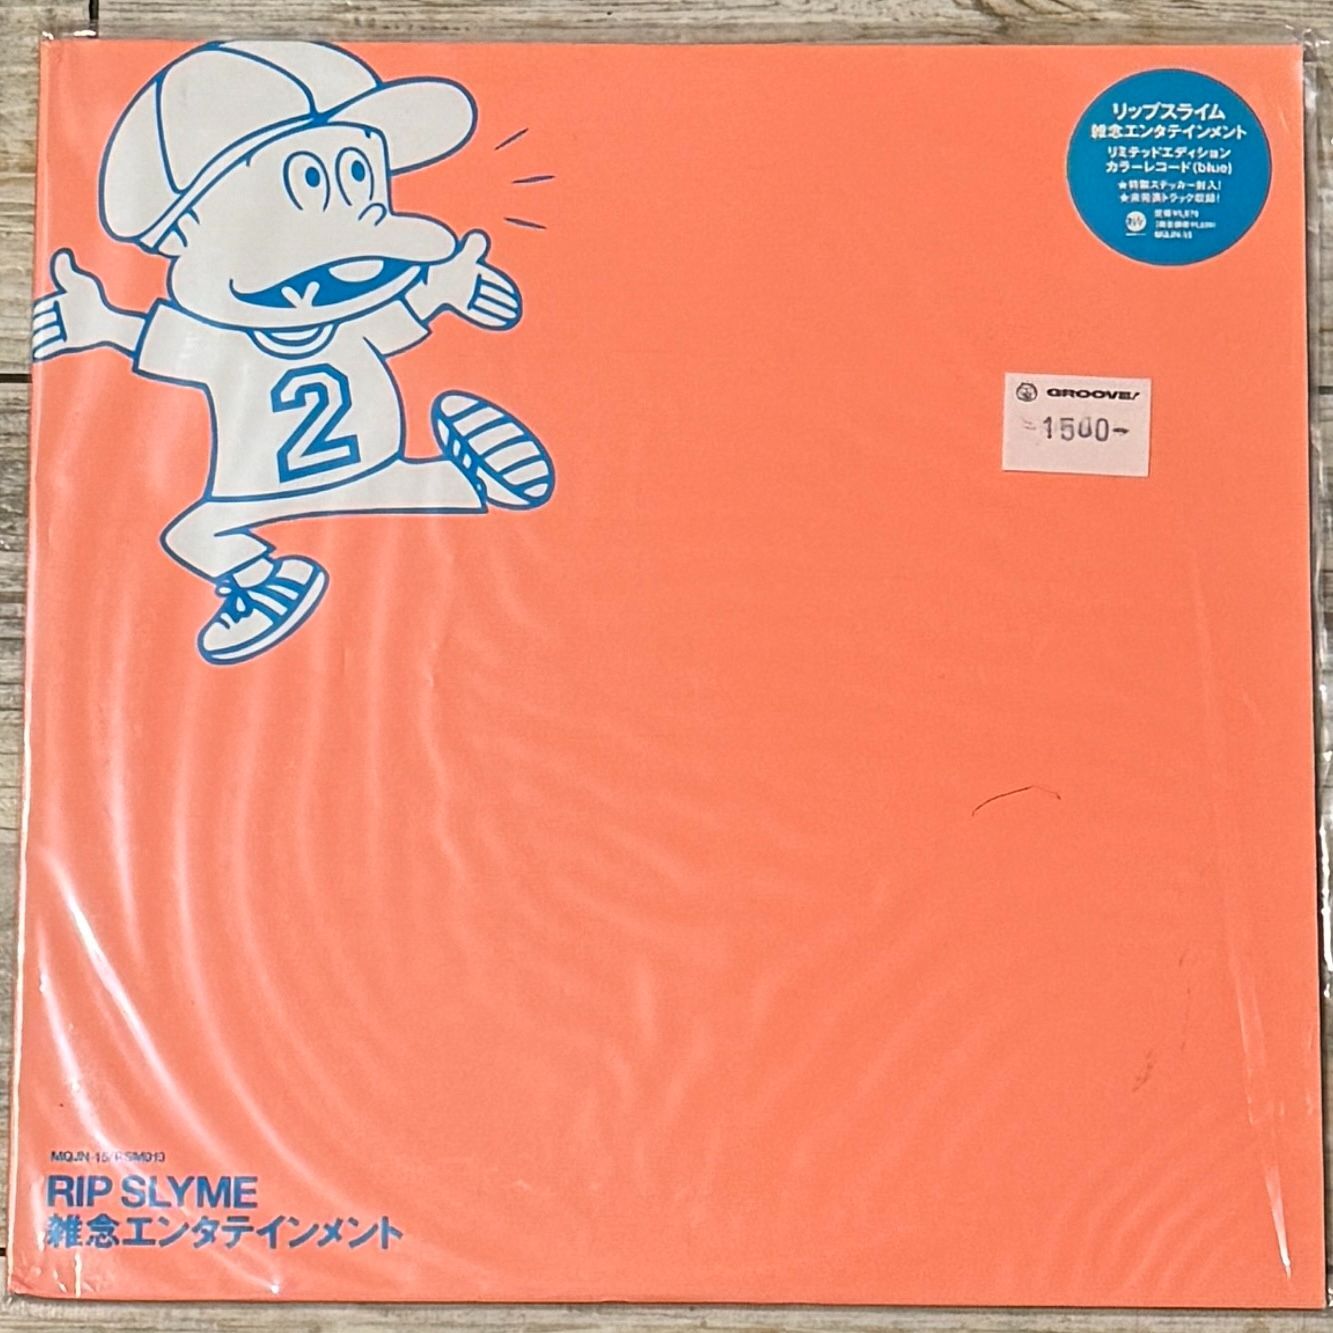 リップスライム
雑念エンタテインメント
リミテッドエディション
カラーレコード(blue)
★特製ステッカー封入!
★未発表トラック収録!
MQJN-15
GROOVE!
-1500-
2
MQJN-15/RSM013
RIP SLYME
雑念エンタテインメント